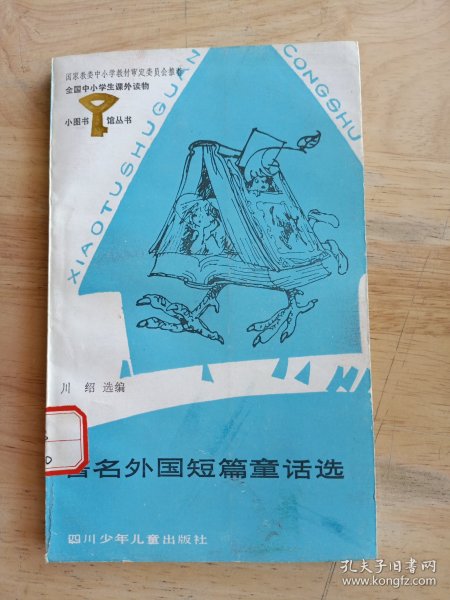 国家教委中小学教材审定委员会推荐
全国中小学生课外读物
小图书馆丛书
XIAOTUSHUGUAN
CONGSHU
川 绍 选编
著名外国短篇童话选
四川少年儿童出版社
孔夫子旧书网
www.kongfz.com